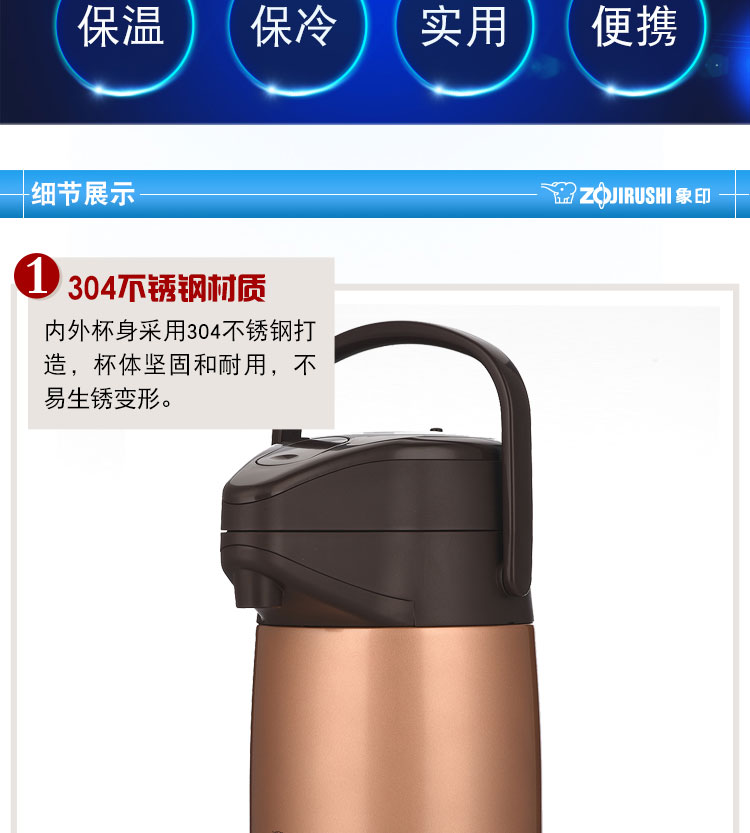 保温 保冷 实用 便携
细节展示 ZOJIRUSHI 象印
1 304不锈钢材质
内外杯身采用304不锈钢打
造，杯体坚固和耐用，不
易生锈变形。